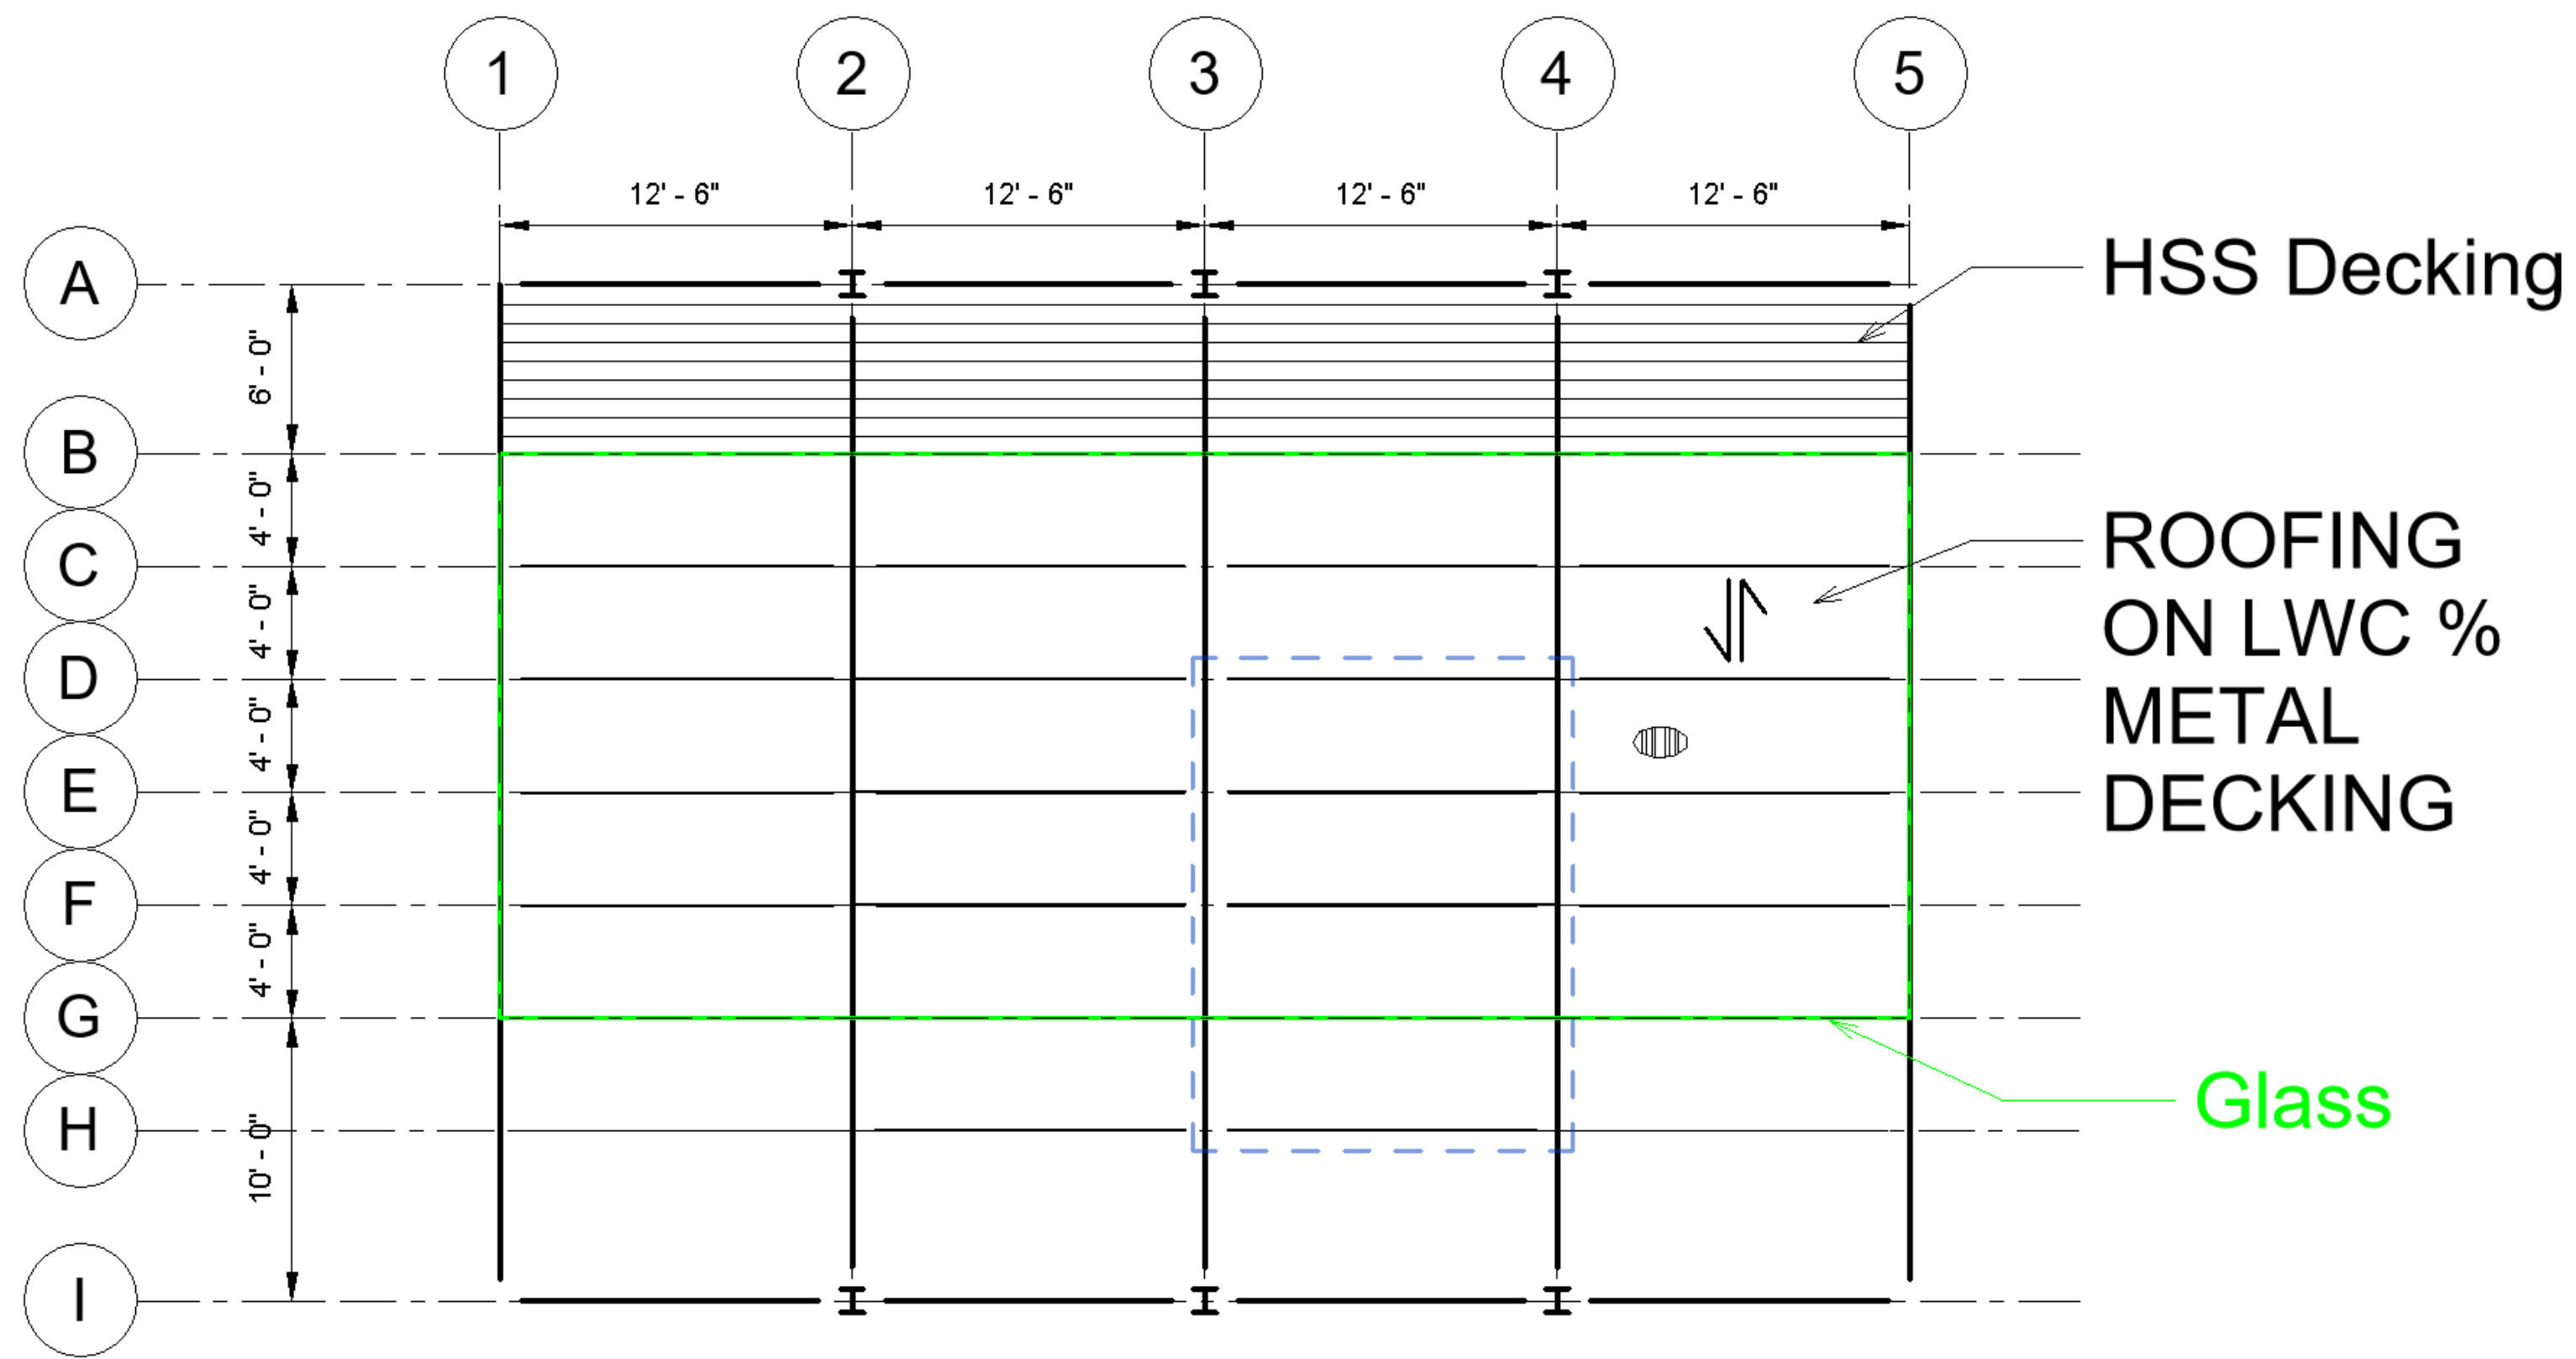 1 2 3 4 5
12' - 6" 12' - 6" 12' - 6" 12' - 6"
A
HSS Decking
6' - 0"
B
4' - 0"
C
ROOFING
ON LWC %
METAL
DECKING
4' - 0"
D
4' - 0"
E
4' - 0"
F
4' - 0"
G
Glass
H
10' - 0"
I